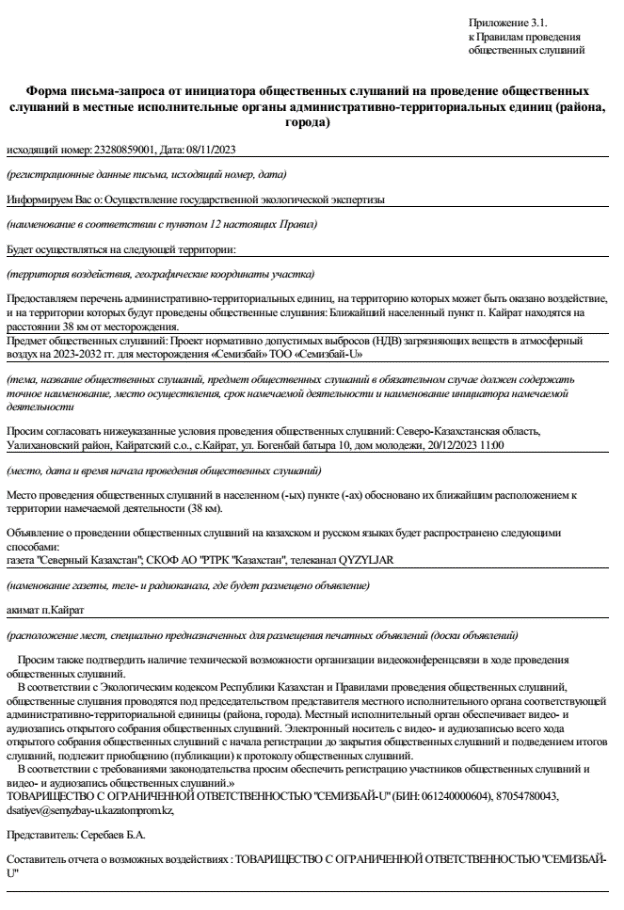 Приложение 3.1.
к Правилам проведения
общественных слушаний
Форма письма-запроса от инициатора общественных слушаний на проведение общественных
слушаний в местные исполнительные органы административно-территориальных единиц (района,
города)
исходящий номер: 23280859001, Дата: 08/11/2023
(регистрационные данные письма, исходящий номер, дата)
Информируем Вас о: Осуществление государственной экологической экспертизы
(наименование в соответствии с пунктом 12 настоящих Правил)
Будет осуществляться на следующей территории:
(территория воздействия, географические координаты участка)
Предоставляем перечень административно-территориальных единиц, на территорию которых может быть оказано воздействие,
и на территории которых будут проведены общественные слушания: Ближайший населенный пункт п. Кайрат находятся на
расстоянии 38 км от месторождения.
Предмет общественных слушаний: Проект нормативно допустимых выбросов (НДВ) загрязняющих веществ в атмосферный
воздух на 2023-2032 гг. для месторождения «Семизбай» ТОО «Семизбай-U»
(тема, название общественных слушаний, предмет общественных слушаний в обязательном случае должен содержать
точное наименование, место осуществления, срок намечаемой деятельности и наименование инициатора намечаемой
деятельности
Просим согласовать нижеуказанные условия проведения общественных слушаний: Северо-Казахстанская область,
Уалихановский район, Кайратский с.о., с.Кайрат, ул. Богенбай батыра 10, дом молодежи, 20/12/2023 11:00
(место, дата и время начала проведения общественных слушаний)
Место проведения общественных слушаний в населенном (-ых) пункте (-ах) обосновано их ближайшим расположением к
территории намечаемой деятельности (38 км).
Объявление о проведении общественных слушаний на казахском и русском языках будет распространено следующими
способами:
газета "Северный Казахстан"; СКОФ АО "РТРК "Казахстан", телеканал QYZYLJAR
(наменование газеты, теле- и радиоканала, где будет размещено объявление)
акимат п.Кайрат
(расположение мест, специально предназначенных для размещения печатных объявлений (доски объявлений)
Просим также подтвердить наличие технической возможности организации видеоконференцсвязи в ходе проведения
общественных слушаний.
В соответствии с Экологическим кодексом Республики Казахстан и Правилами проведения общественных слушаний,
общественные слушания проводятся под председательством представителя местного исполнительного органа соответствующей
административно-территориальной единицы (района, города). Местный исполнительный орган обеспечивает видео- и
аудиозапись открытого собрания общественных слушаний. Электронный носитель с видео- и аудиозаписью всего хода
открытого собрания общественных слушаний с начала регистрации до закрытия общественных слушаний и подведением итогов
слушаний, подлежит приобщению (публикации) к протоколу общественных слушаний.
В соответствии с требованиями законодательства просим обеспечить регистрацию участников общественных слушаний и
видео- и аудиозапись общественных слушаний.»
ТОВАРИЩЕСТВО С ОГРАНИЧЕННОЙ ОТВЕТСТВЕННОСТЬЮ "СЕМИЗБАЙ-U" (БИН: 061240000604), 87054780043,
dsatiyev@semyzbay-u.kazatomprom.kz,
Представитель: Серебаев Б.А.
Составитель отчета о возможных воздействиях : ТОВАРИЩЕСТВО С ОГРАНИЧЕННОЙ ОТВЕТСТВЕННОСТЬЮ "СЕМИЗБАЙ-
U"